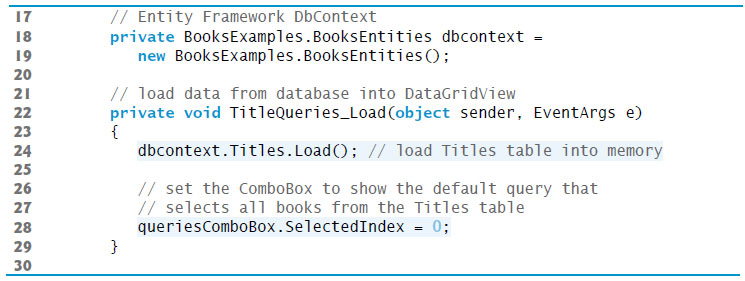 17 // Entity Framework DbContext
18 private BooksExamples.BooksEntities dbcontext =
19 new BooksExamples.BooksEntities();
20
21 // load data from database into DataGridView
22 private void TitleQueries_Load(object sender, EventArgs e)
23 {
24 dbcontext.Titles.Load(); // load Titles table into memory
25
26 // set the ComboBox to show the default query that
27 // selects all books from the Titles table
28 queriesComboBox.SelectedIndex = 0;
29 }
30